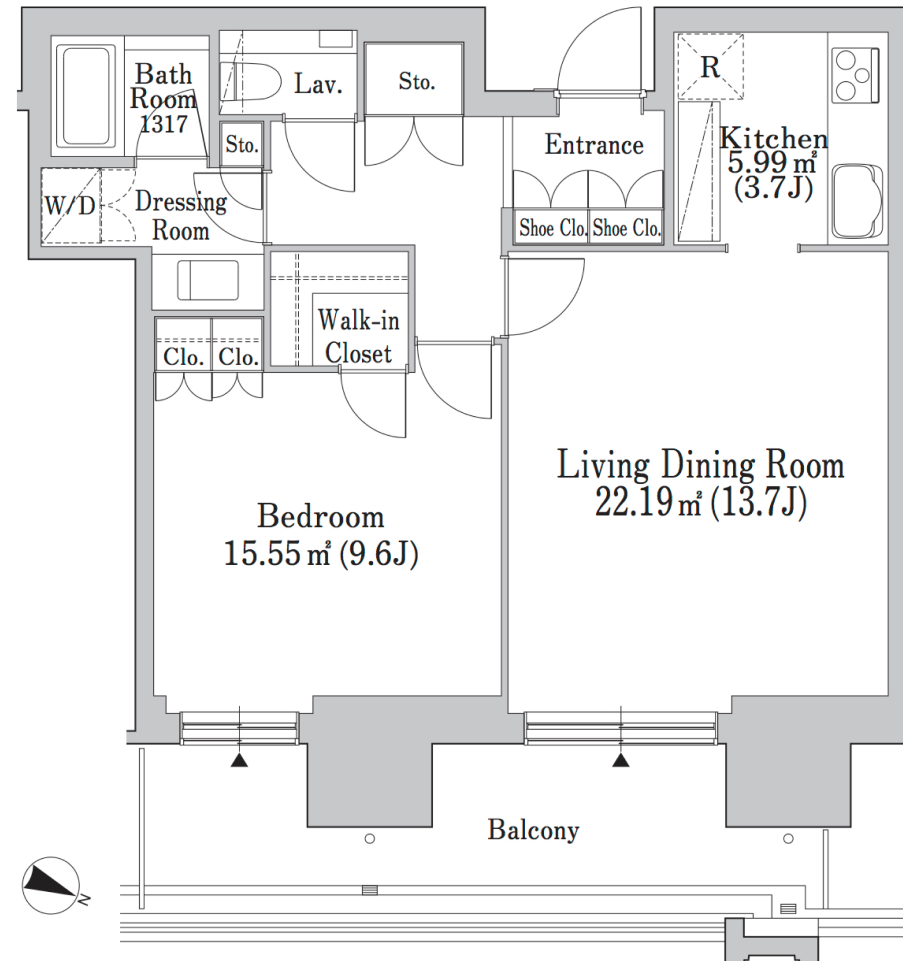 Bath
Room
1317
Lav.
Sto.
Sto.
Entrance
R
Kitchen
5.99㎡
(3.7J)
W/D
Dressing
Room
Shoe Clo.
Shoe Clo.
Walk-in
Closet
Clo.
Clo.
Living Dining Room
22.19㎡(13.7J)
Bedroom
15.55㎡(9.6J)
Balcony
N